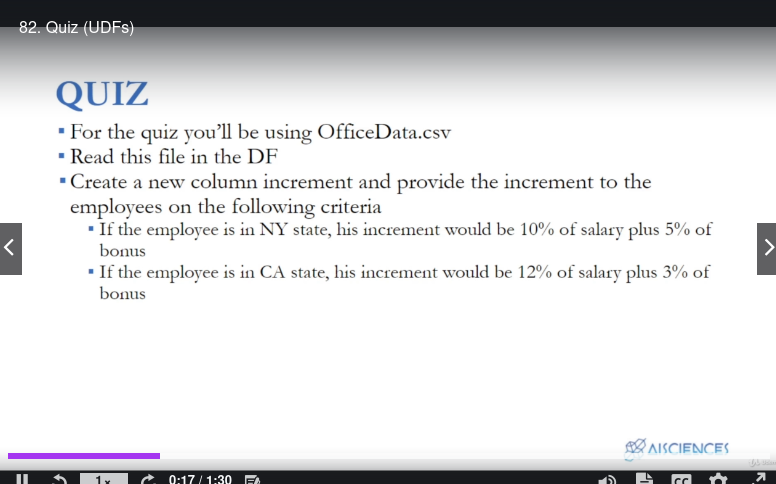 82. Quiz (UDFs)
QUIZ
▪ For the quiz you'll be using OfficeData.csv
▪ Read this file in the DF
▪ Create a new column increment and provide the increment to the
employees on the following criteria
▪ If the employee is in NY state, his increment would be 10% of salary plus 5% of
bonus
▪ If the employee is in CA state, his increment would be 12% of salary plus 3% of
bonus
AISCIENCES
1x 0:17 / 1:30 CC